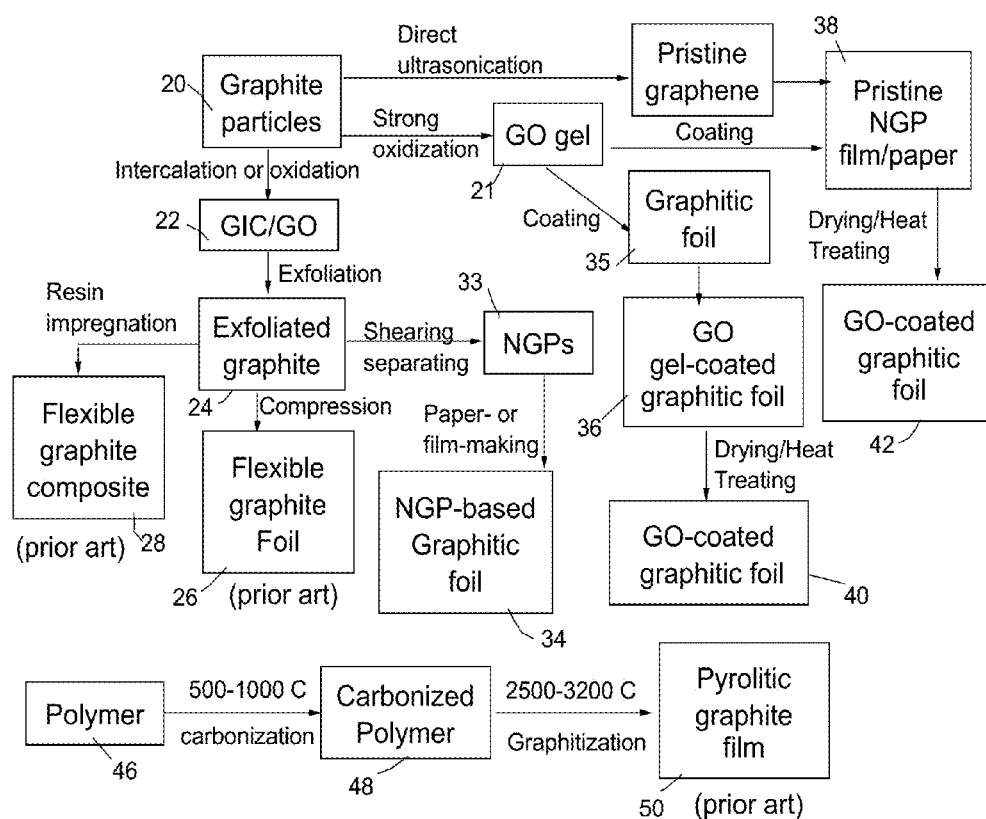 Direct
ultrasonication
Pristine
graphene
38
20
Graphite
particles
Strong
oxidization
GO gel
21
Coating
Pristine
NGP
film/paper
Intercalation or oxidation
22
GIC/GO
Coating
Graphitic
foil
35
Drying/Heat
Treating
Exfoliation
Resin
impregnation
Exfoliated
graphite
24
Shearing
separating
33
NGPs
GO
gel-coated
graphitic foil
36
GO-coated
graphitic
foil
42
Compression
Paper- or
film-making
Drying/Heat
Treating
Flexible
graphite
composite
(prior art)
28
Flexible
graphite
Foil
26
(prior art)
NGP-based
Graphitic
foil
34
GO-coated
graphitic foil
40
Polymer
46
500-1000 C
carbonization
Carbonized
Polymer
48
2500-3200 C
Graphitization
Pyrolitic
graphite
film
50
(prior art)